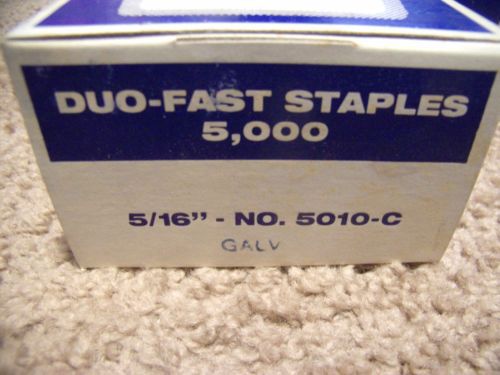 DUO-FAST STAPLES
5,000
5/16" - NO. 5010-C
GALV